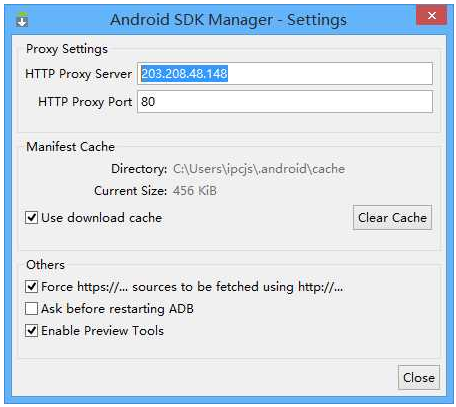 Android SDK Manager - Settings
Proxy Settings
HTTP Proxy Server 203.208.48.148
HTTP Proxy Port 80
Manifest Cache
Directory: C:\Users\ipcjs\.android\cache
Current Size: 456 KiB
Use download cache Clear Cache
Others
Force https://... sources to be fetched using http://...
Ask before restarting ADB
Enable Preview Tools
Close